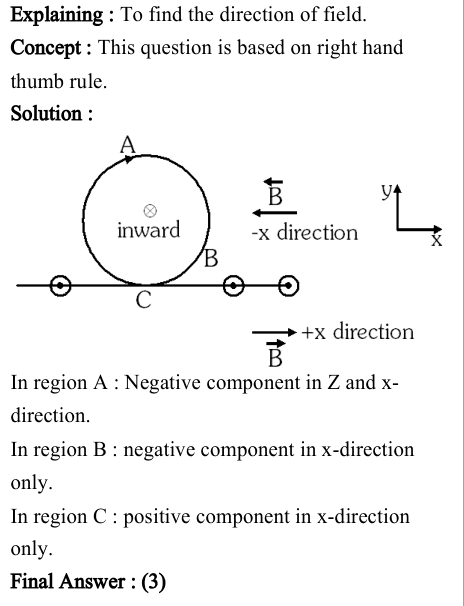 Explaining : To find the direction of field.
Concept : This question is based on right hand
thumb rule.
Solution :
A
B
y
inward
-x direction
x
B
C
+x direction
B
In region A : Negative component in Z and x-
direction.
In region B : negative component in x-direction
only.
In region C : positive component in x-direction
only.
Final Answer : (3)